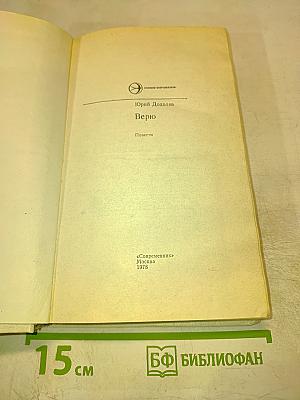 Юрий Додолев
Верю
Повести
«Современник»
Москва
1978
15 см
БФ БИБЛИОФАН